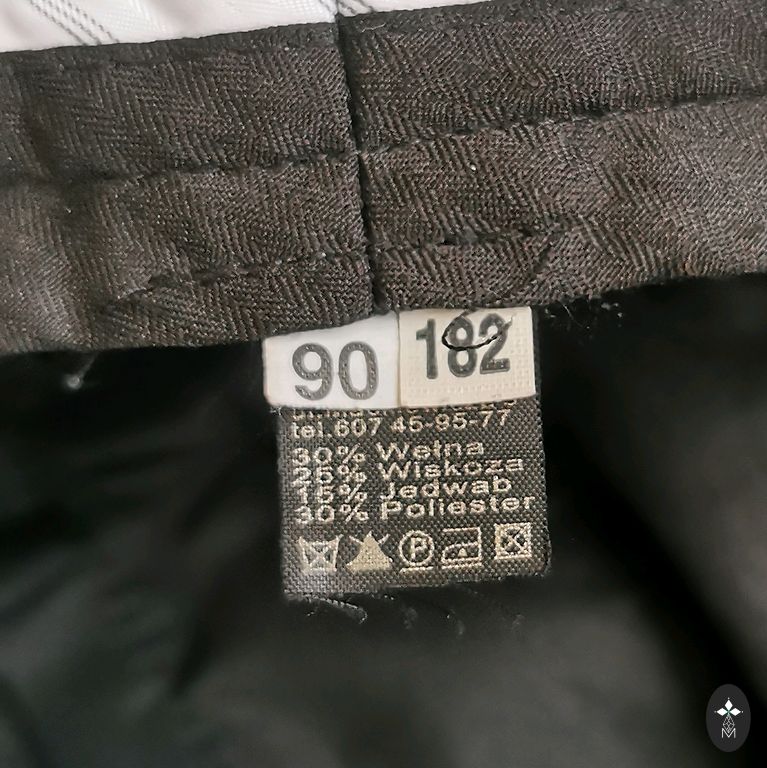 90
182
tel.607 45-95-77
30% Wełna
25% Wiskoza
15% Jedwab
30% Poliester
P
M